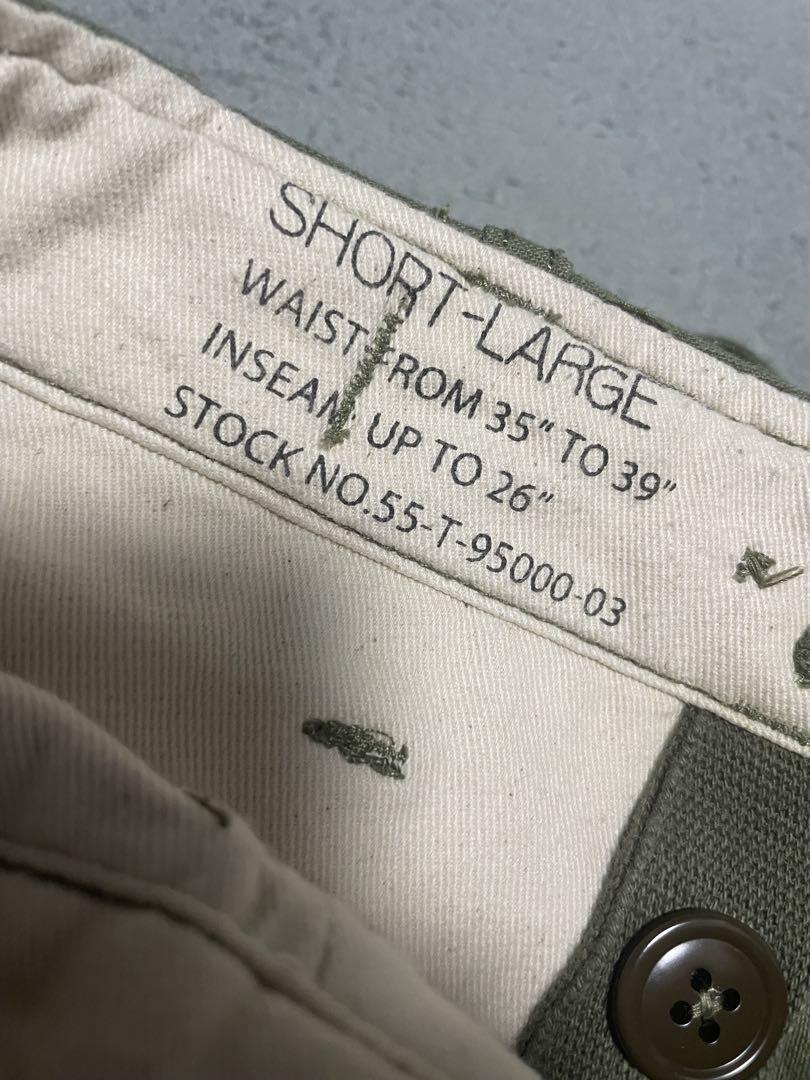 SHORT-LARGE
WAIST FROM 35" TO 39"
INSEAM UP TO 26"
STOCK NO.55-T-95000-03